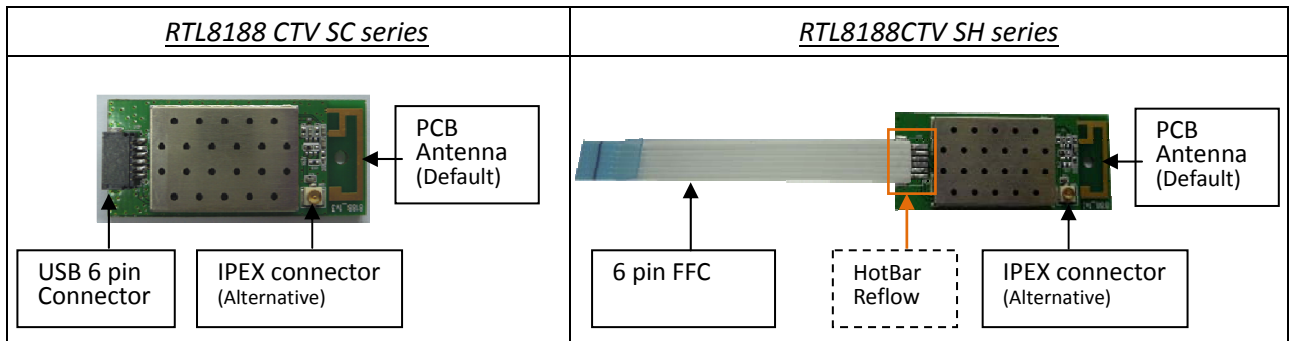 RTL8188 CTV SC series
RTL8188CTV SH series
PCB
Antenna
(Default)
USB 6 pin
Connector
IPEX connector
(Alternative)
PCB
Antenna
(Default)
6 pin FFC
HotBar
Reflow
IPEX connector
(Alternative)